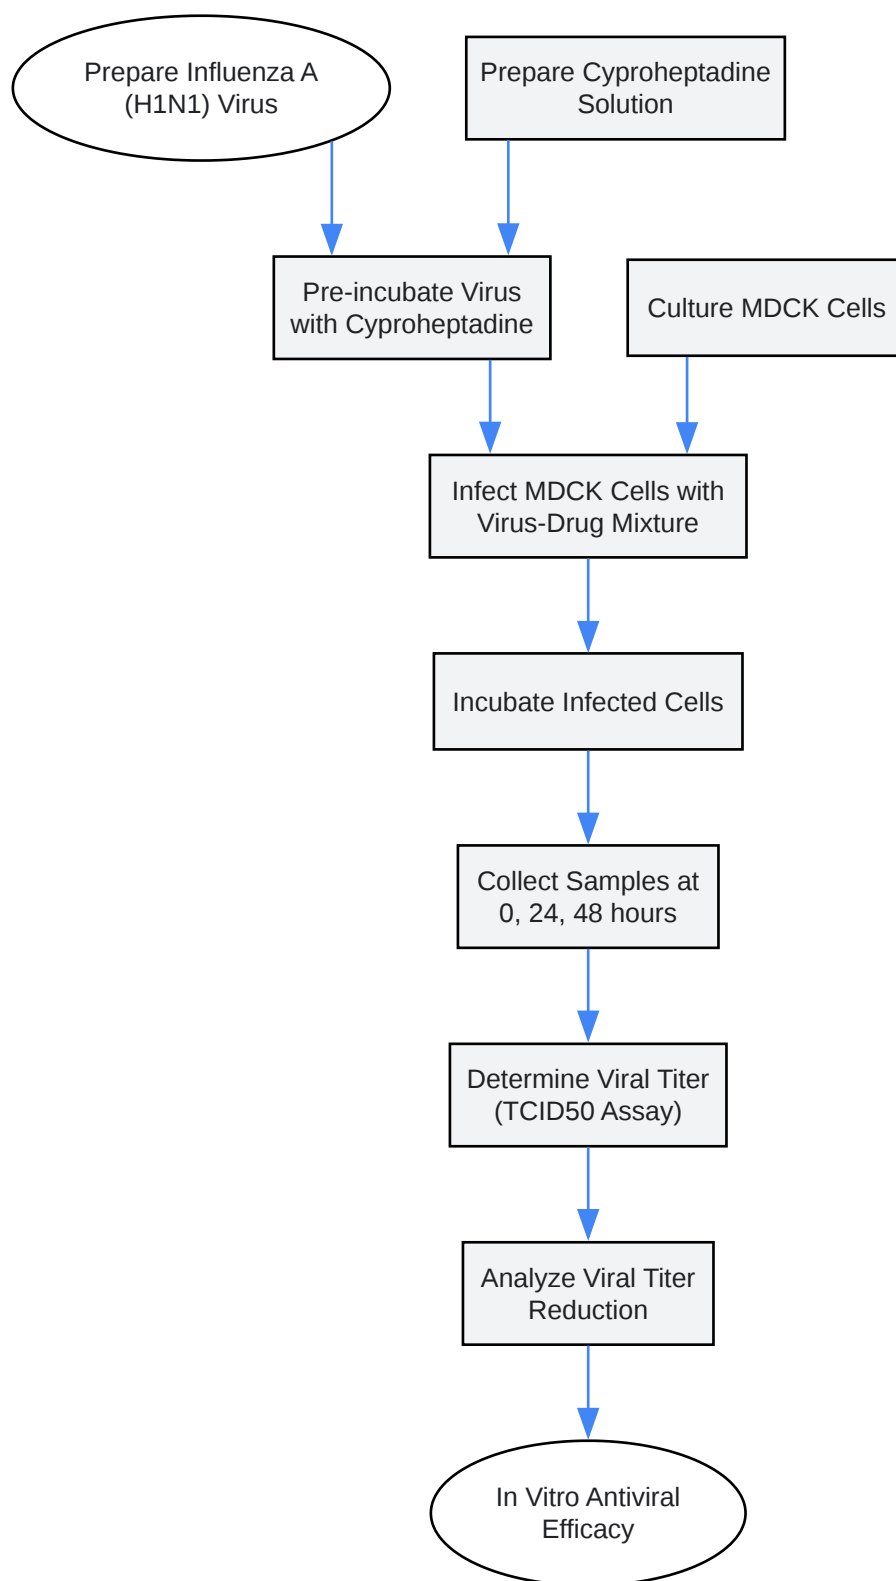 Prepare Influenza A
(H1N1) Virus
Prepare Cyproheptadine
Solution
Pre-incubate Virus
with Cyproheptadine
Culture MDCK Cells
Infect MDCK Cells with
Virus-Drug Mixture
Incubate Infected Cells
Collect Samples at
0, 24, 48 hours
Determine Viral Titer
(TCID50 Assay)
Analyze Viral Titer
Reduction
In Vitro Antiviral
Efficacy